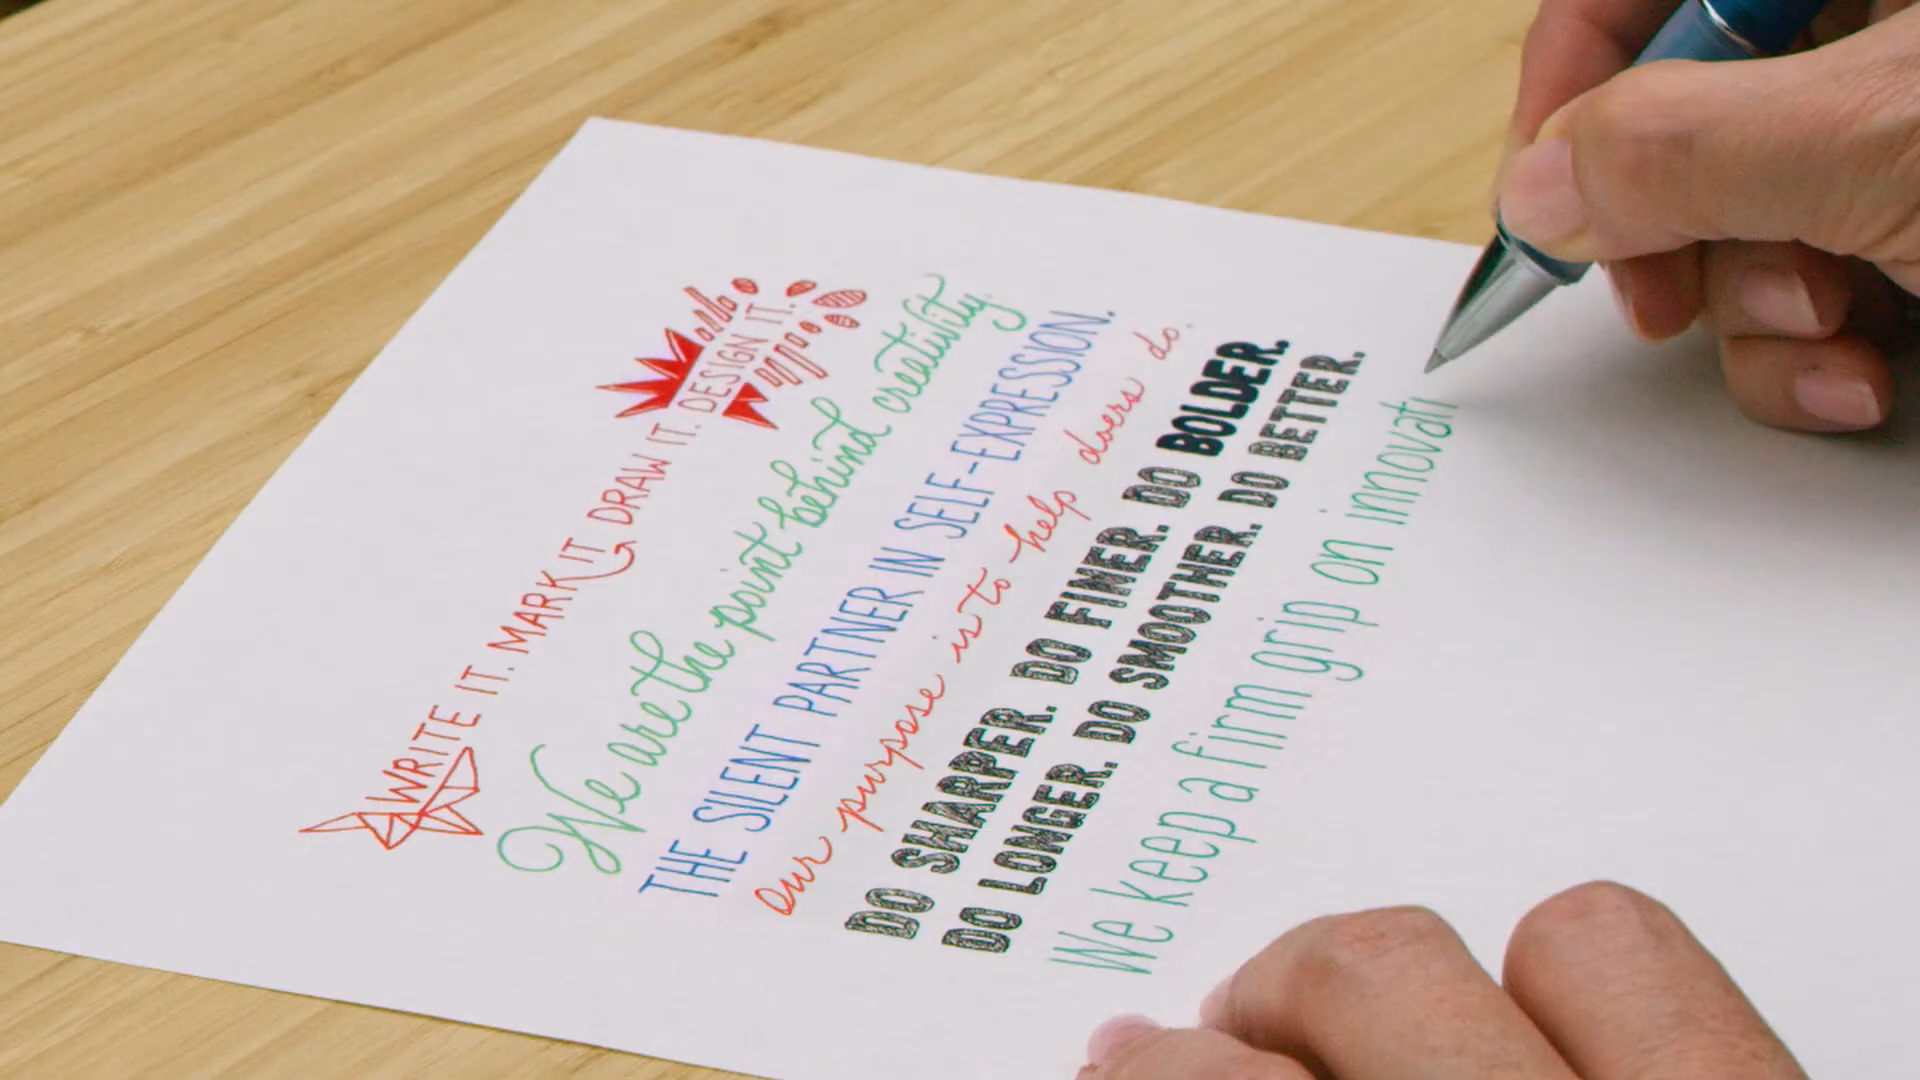 WRITE IT. MARK IT DRAW IT. DESIGN IT.
We are the point behind creativity.
THE SILENT PARTNER IN SELF-EXPRESSION.
Our purpose is to help doers do.
DO SHARPER. DO FINER. DO BOLDER.
DO LONGER. DO SMOOTHER. DO BETTER.
We keep a firm grip on innovati